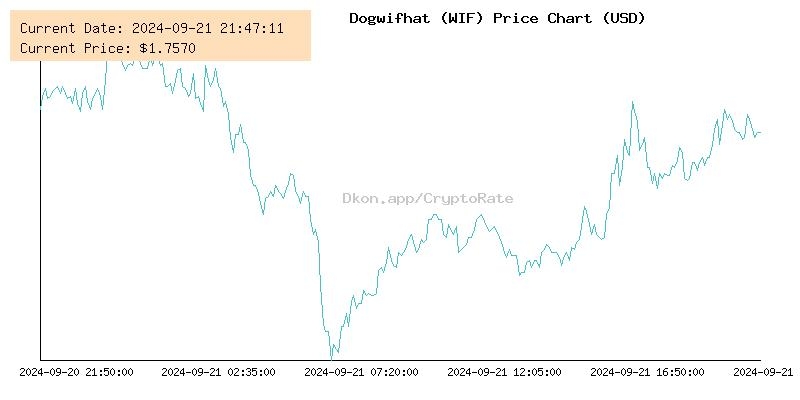 Dogwifhat (WIF) Price Chart (USD)
Current Date: 2024-09-21 21:47:11
Current Price: $1.7570
Dkon.app/CryptoRate
2024-09-20 21:50:00 2024-09-21 02:35:00 2024-09-21 07:20:00 2024-09-21 12:05:00 2024-09-21 16:50:00 2024-09-21